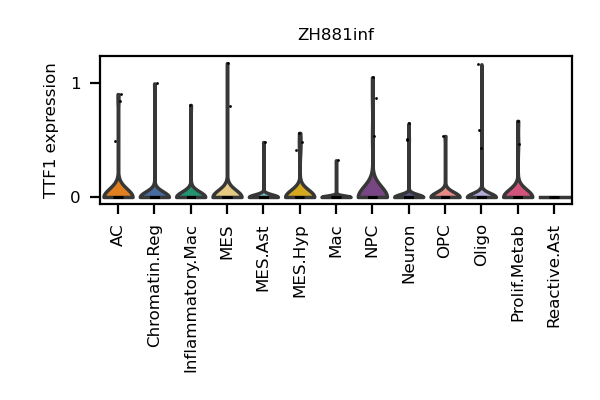 ZH881inf
TTF1 expression
1
0
AC
Chromatin.Reg
Inflammatory.Mac
MES
MES.Ast
MES.Hyp
Mac
NPC
Neuron
OPC
Oligo
Prolif.Metab
Reactive.Ast